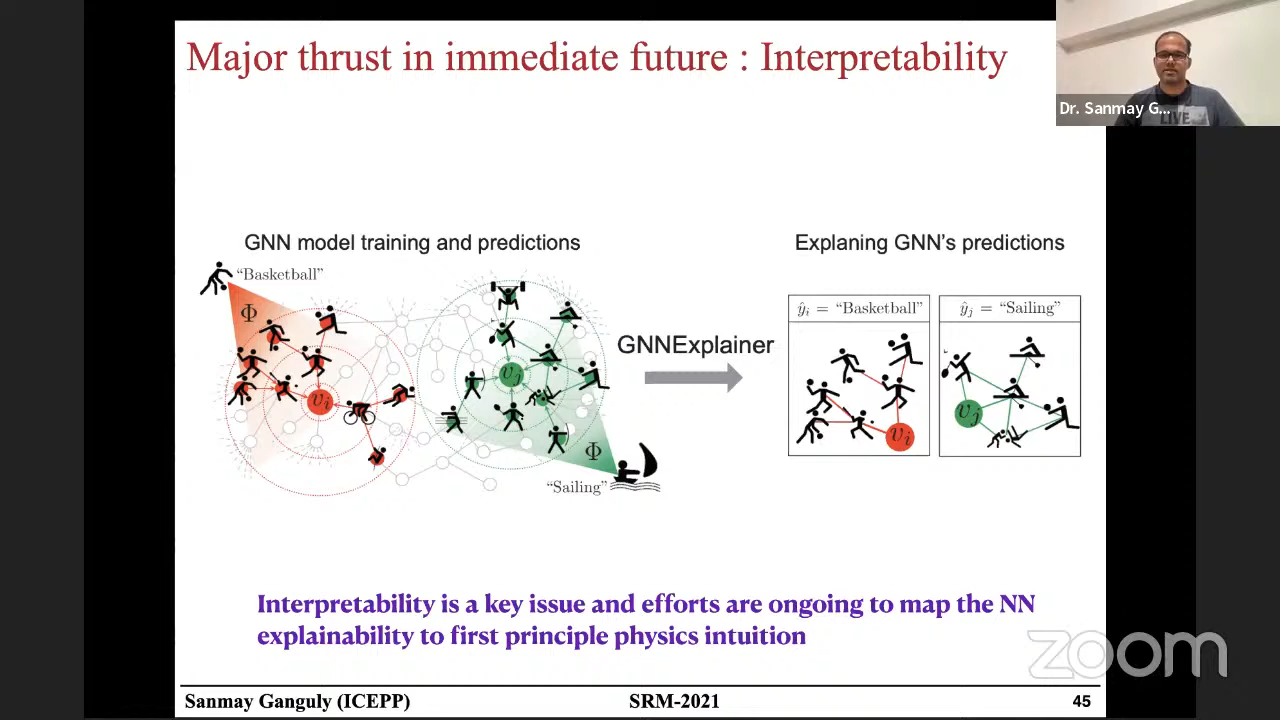 Major thrust in immediate future : Interpretability
Dr. Sanmay G...
LIVE
GNN model training and predictions
Explaning GNN's predictions
"Basketball"
Φ
v_i
v_j
Φ
"Sailing"
GNNExplainer
ŷ_i = "Basketball"
ŷ_j = "Sailing"
v_i
v_j
Interpretability is a key issue and efforts are ongoing to map the NN
explainability to first principle physics intuition
zoom
Sanmay Ganguly (ICEPP)
SRM-2021
45